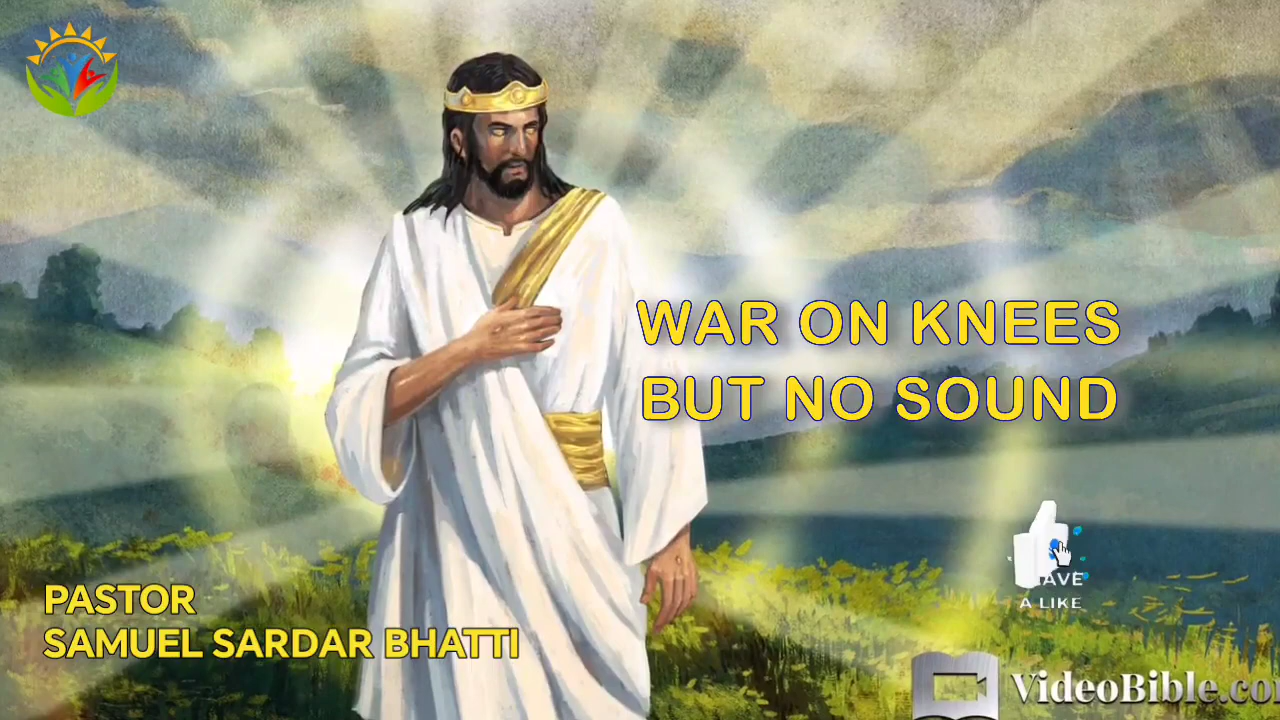 WAR ON KNEES
BUT NO SOUND
A LIKE
PASTOR
SAMUEL SARDAR BHATTI